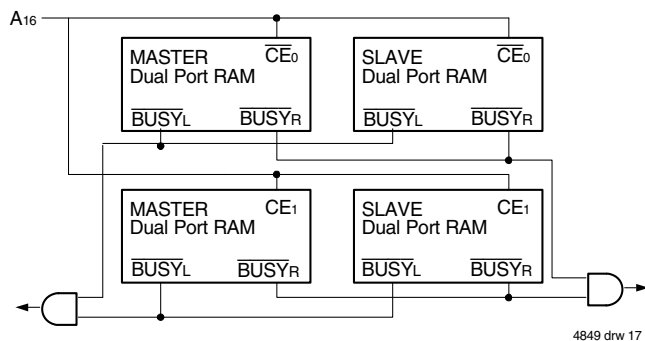 A16
MASTER
Dual Port RAM
CE0
BUSYL
BUSYR
SLAVE
Dual Port RAM
CE0
BUSYL
BUSYR
MASTER
Dual Port RAM
CE1
BUSYL
BUSYR
SLAVE
Dual Port RAM
CE1
BUSYL
BUSYR
4849 drw 17